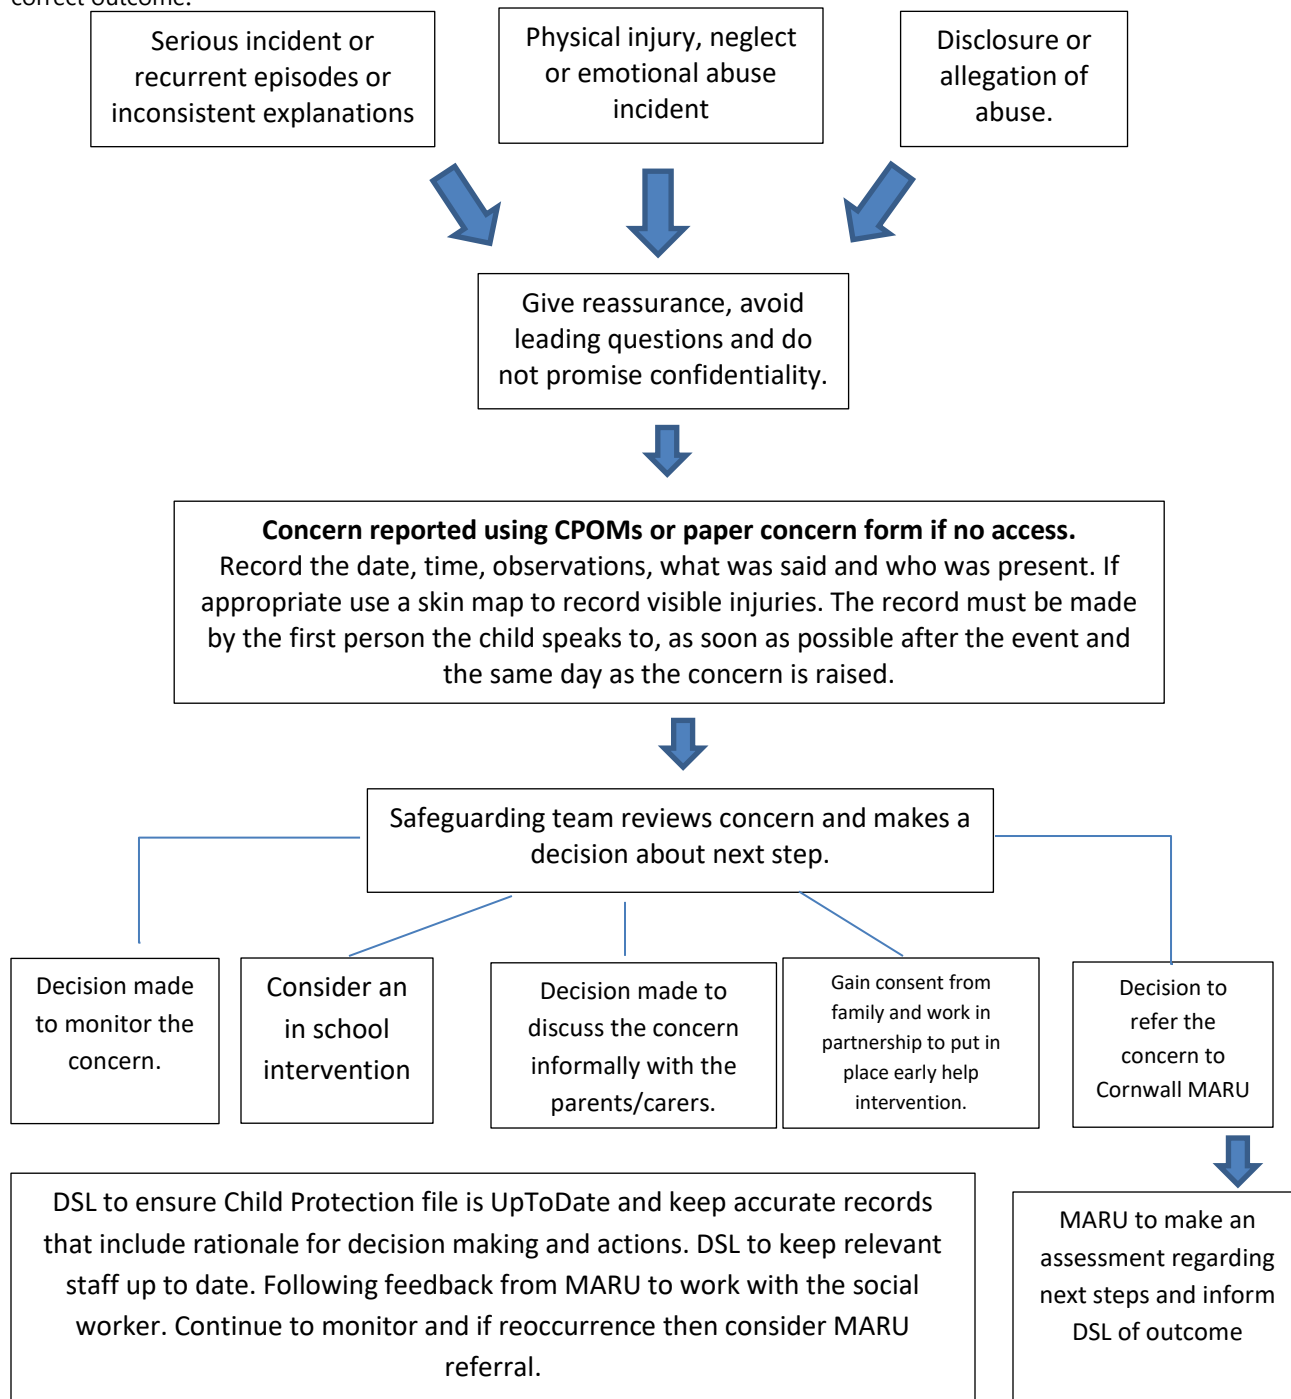 correct outcome.
Serious incident or
recurrent episodes or
inconsistent explanations
Physical injury, neglect
or emotional abuse
incident
Disclosure or
allegation of
abuse.
Give reassurance, avoid
leading questions and do
not promise confidentiality.
Concern reported using CPOMs or paper concern form if no access.
Record the date, time, observations, what was said and who was present. If
appropriate use a skin map to record visible injuries. The record must be made
by the first person the child speaks to, as soon as possible after the event and
the same day as the concern is raised.
Safeguarding team reviews concern and makes a
decision about next step.
Decision made
to monitor the
concern.
Consider an
in school
intervention
Decision made to
discuss the concern
informally with the
parents/carers.
Gain consent from
family and work in
partnership to put in
place early help
intervention.
Decision to
refer the
concern to
Cornwall MARU
DSL to ensure Child Protection file is UpToDate and keep accurate records
that include rationale for decision making and actions. DSL to keep relevant
staff up to date. Following feedback from MARU to work with the social
worker. Continue to monitor and if reoccurrence then consider MARU
referral.
MARU to make an
assessment regarding
next steps and inform
DSL of outcome